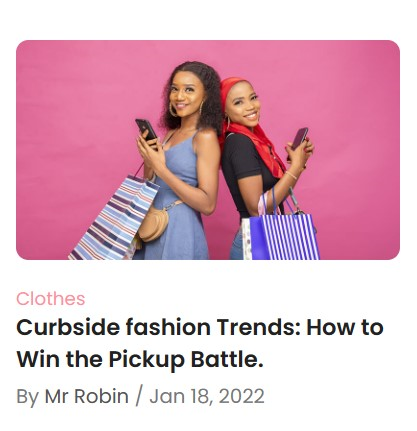 Clothes
Curbside fashion Trends: How to
Win the Pickup Battle.
By Mr Robin / Jan 18, 2022